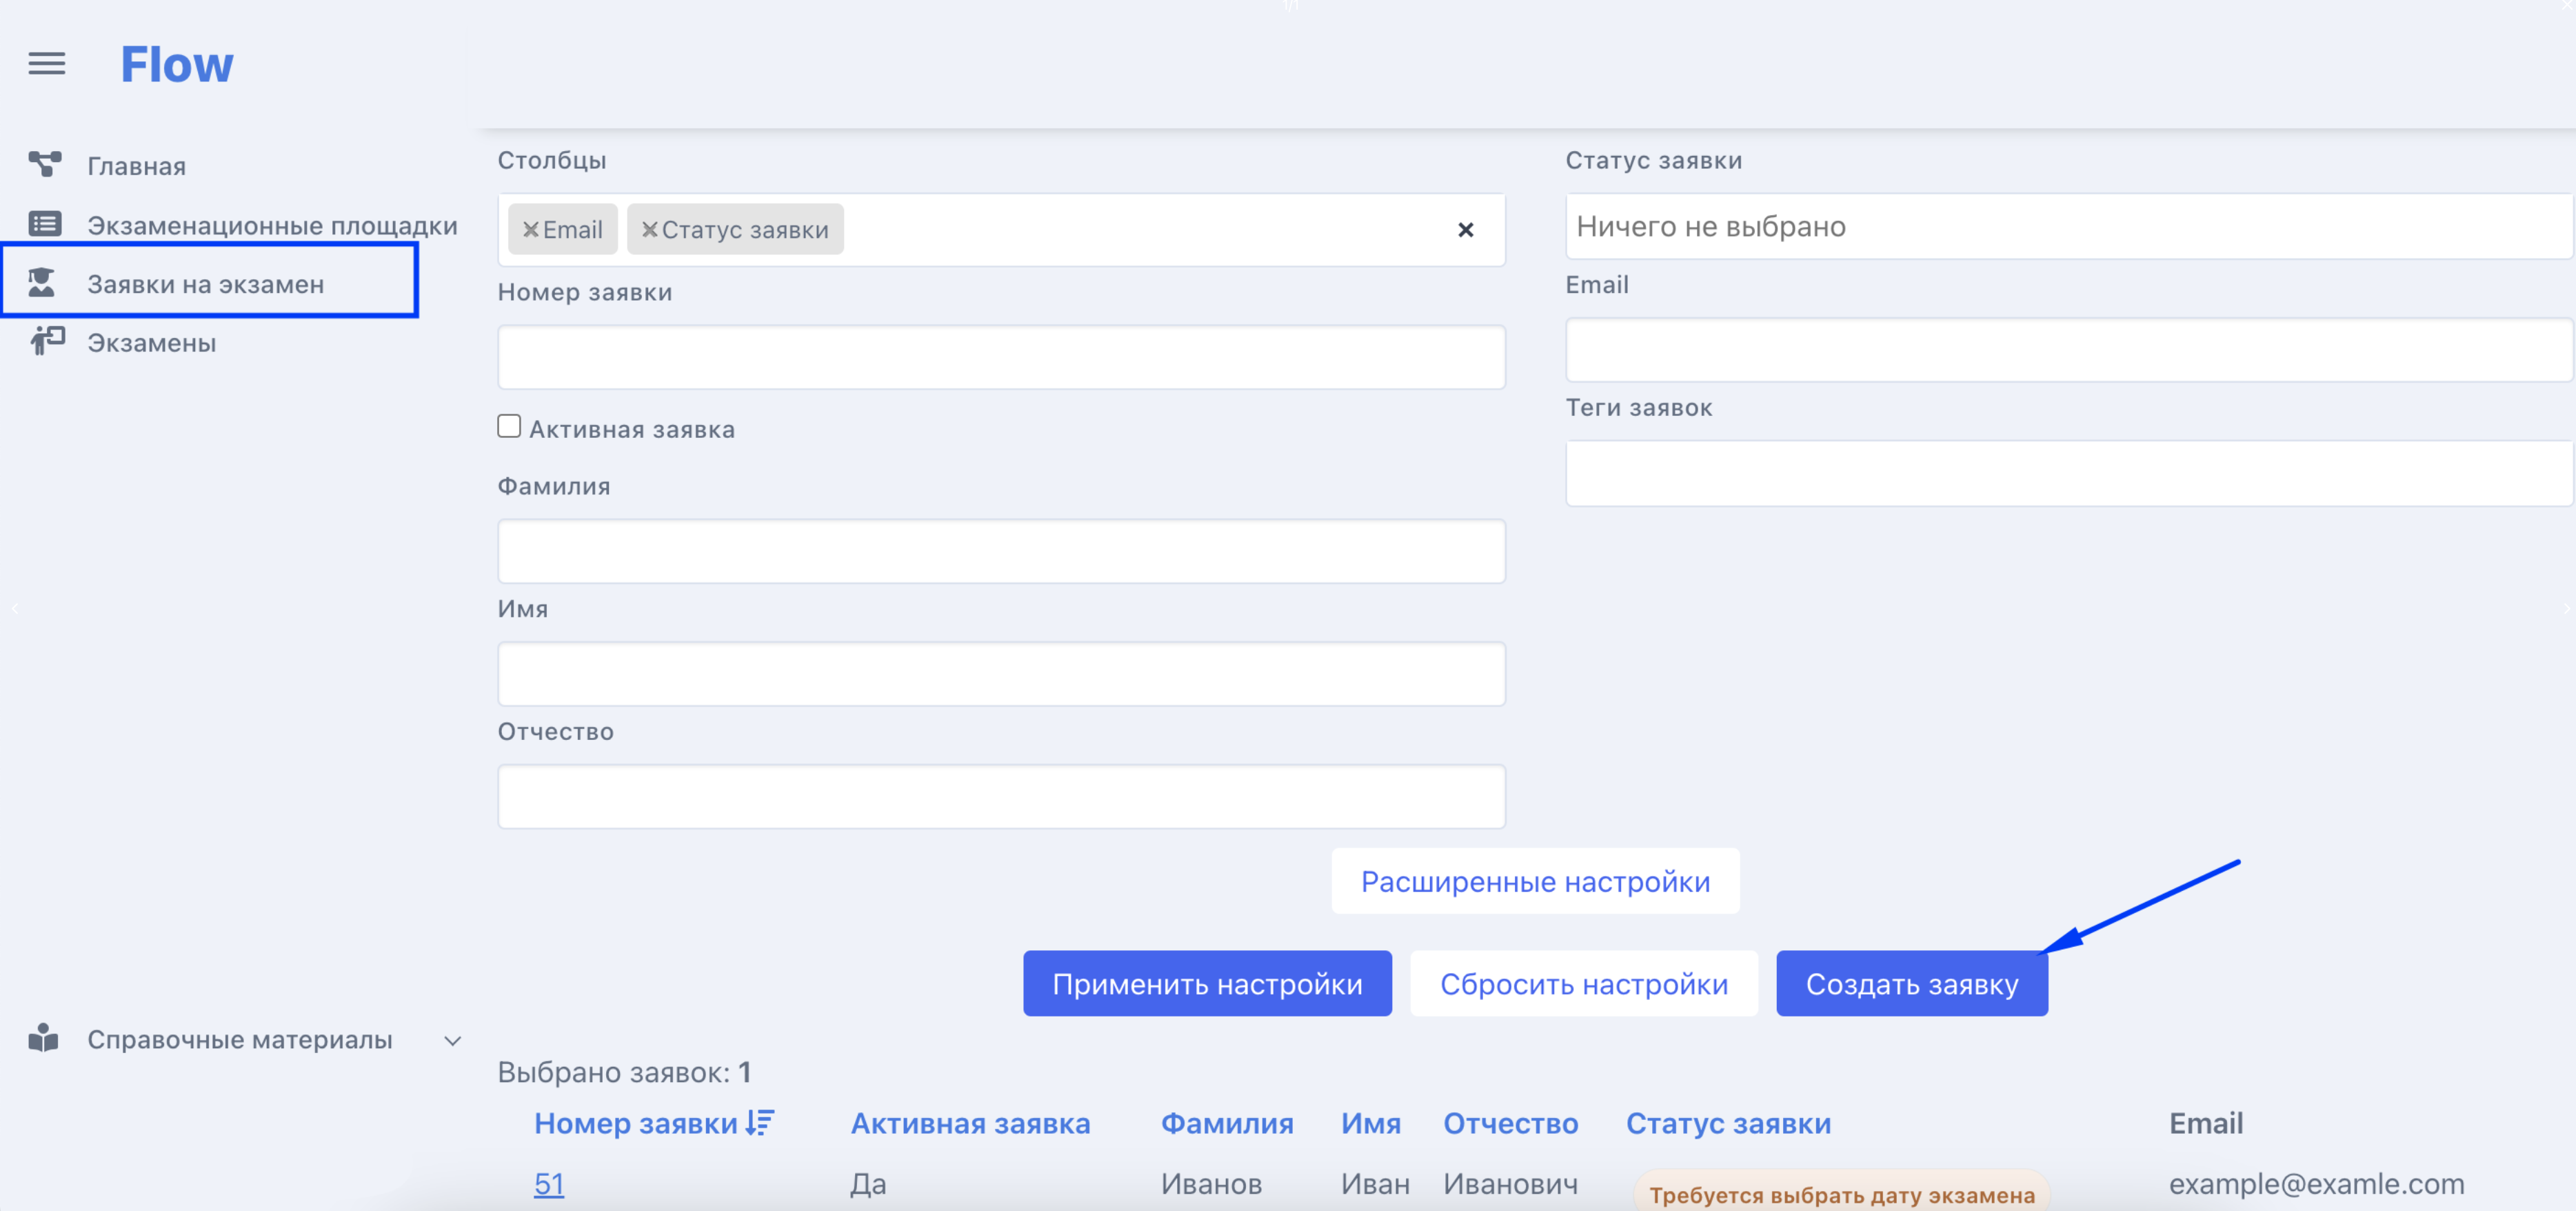 1/1
Flow
Главная
Экзаменационные площадки
Заявки на экзамен
Экзамены
Справочные материалы
Столбцы
Email Статус заявки
Номер заявки
Активная заявка
Фамилия
Имя
Отчество
Статус заявки
Ничего не выбрано
Email
Теги заявок
Расширенные настройки
Применить настройки Сбросить настройки Создать заявку
Выбрано заявок: 1
Номер заявки Активная заявка Фамилия Имя Отчество Статус заявки Email
51 Да Иванов Иван Иванович Требуется выбрать дату экзамена example@examle.com